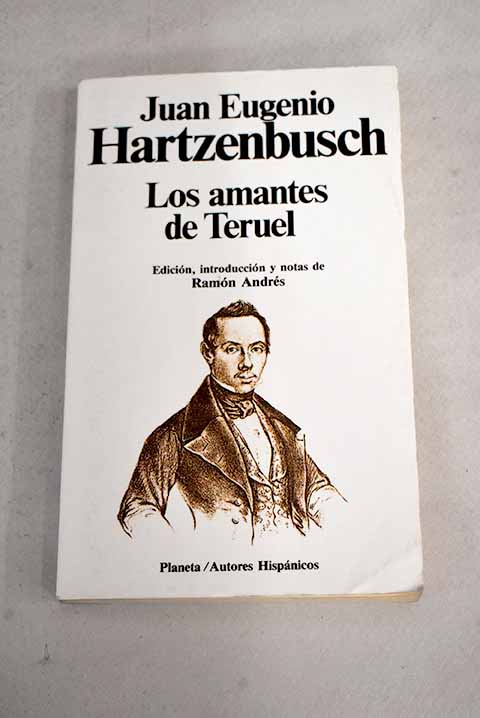 Juan Eugenio
Hartzenbusch
Los amantes
de Teruel
Edición, introducción y notas de
Ramón Andrés
Planeta/Autores Hispánicos